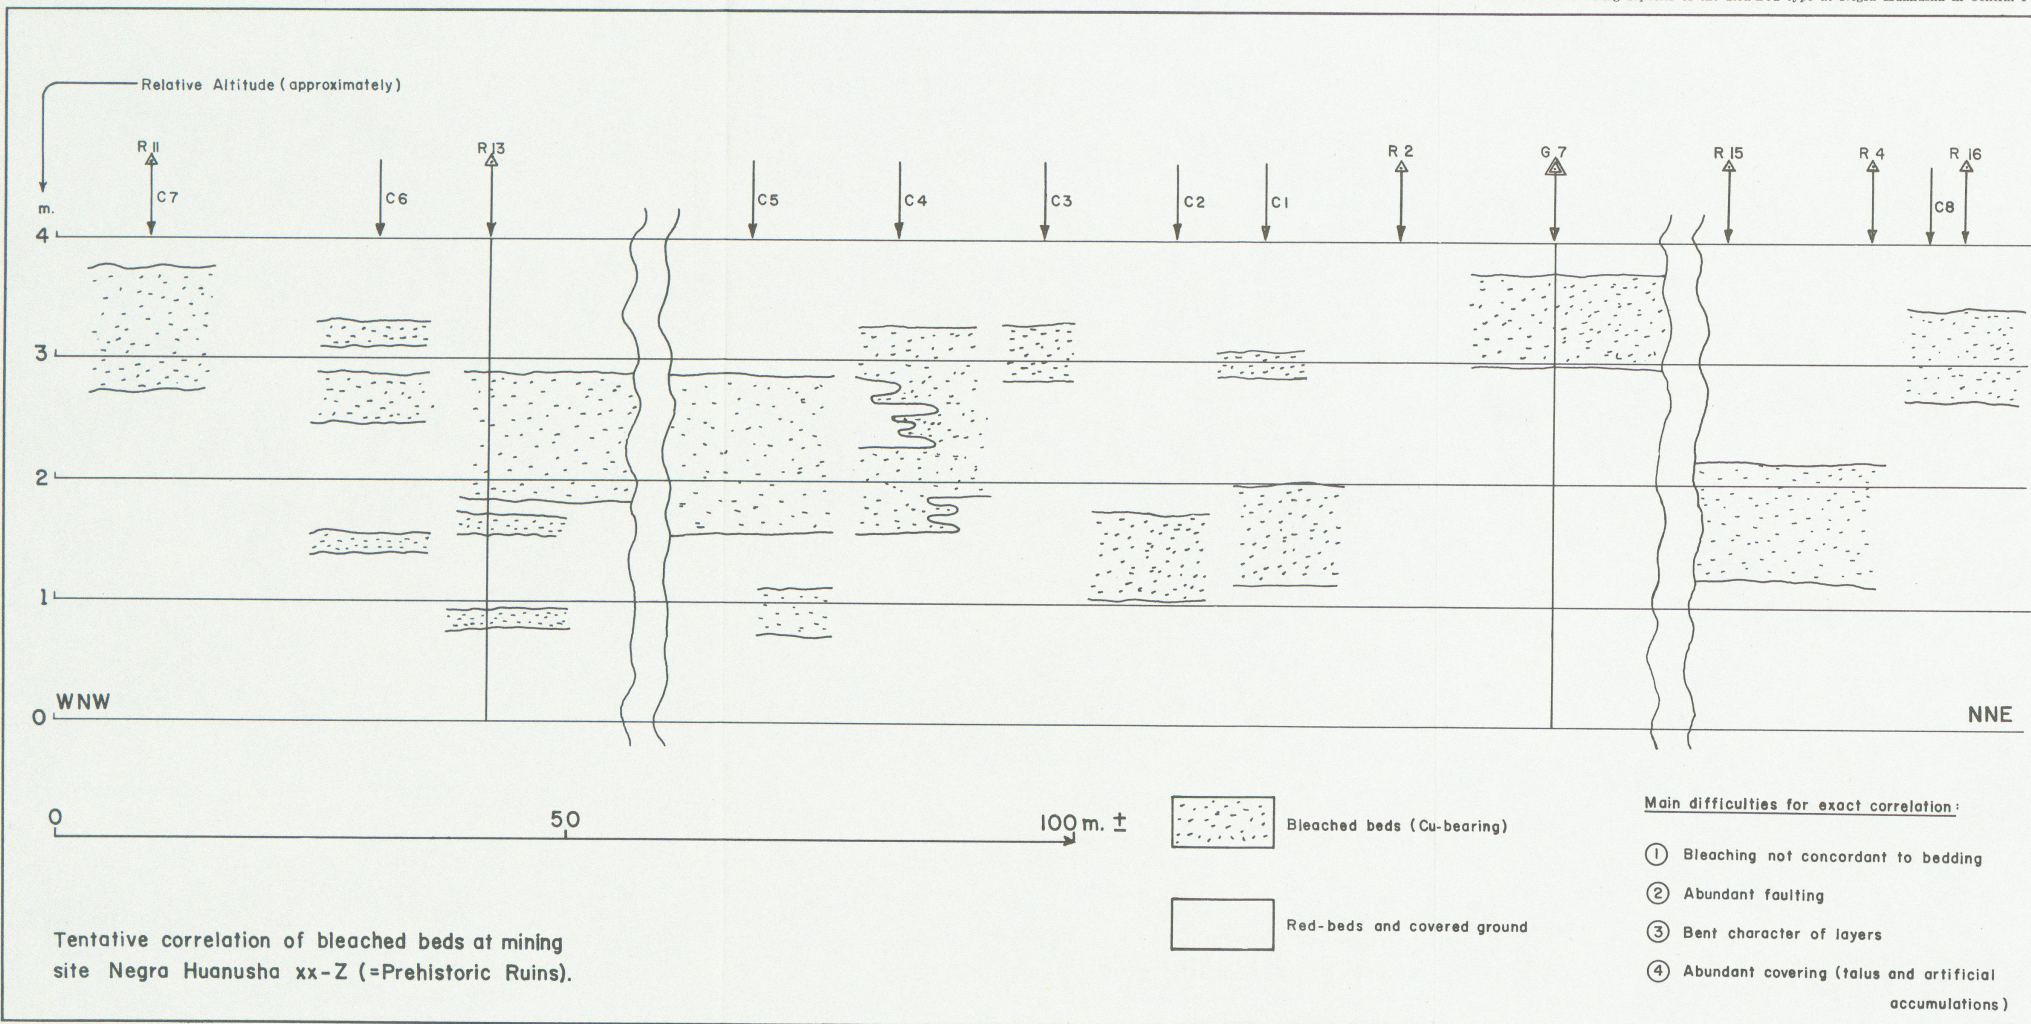 Relative Altitude (approximately)
R 11
R 13
R 2
G 7
R 15
R 4
R 16
C7
C6
C5
C4
C3
C2
C1
C8
m.
4
3
2
1
0
WNW
NNE
0 50 100 m. ±
Bleached beds (Cu-bearing)
Red-beds and covered ground
Main difficulties for exact correlation:
1 Bleaching not concordant to bedding
2 Abundant faulting
3 Bent character of layers
4 Abundant covering (talus and artificial
accumulations)
Tentative correlation of bleached beds at mining
site Negra Huanusha xx-Z (=Prehistoric Ruins).